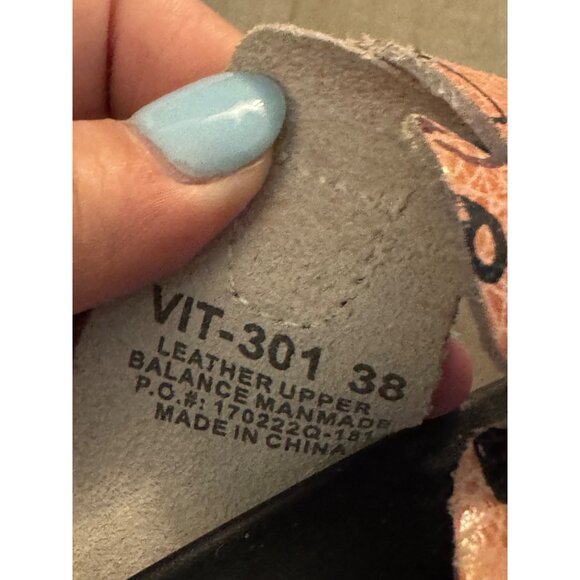 VIT-301 38
LEATHER UPPER
BALANCE MANMADE
P.O.#: 170222Q-181
MADE IN CHINA